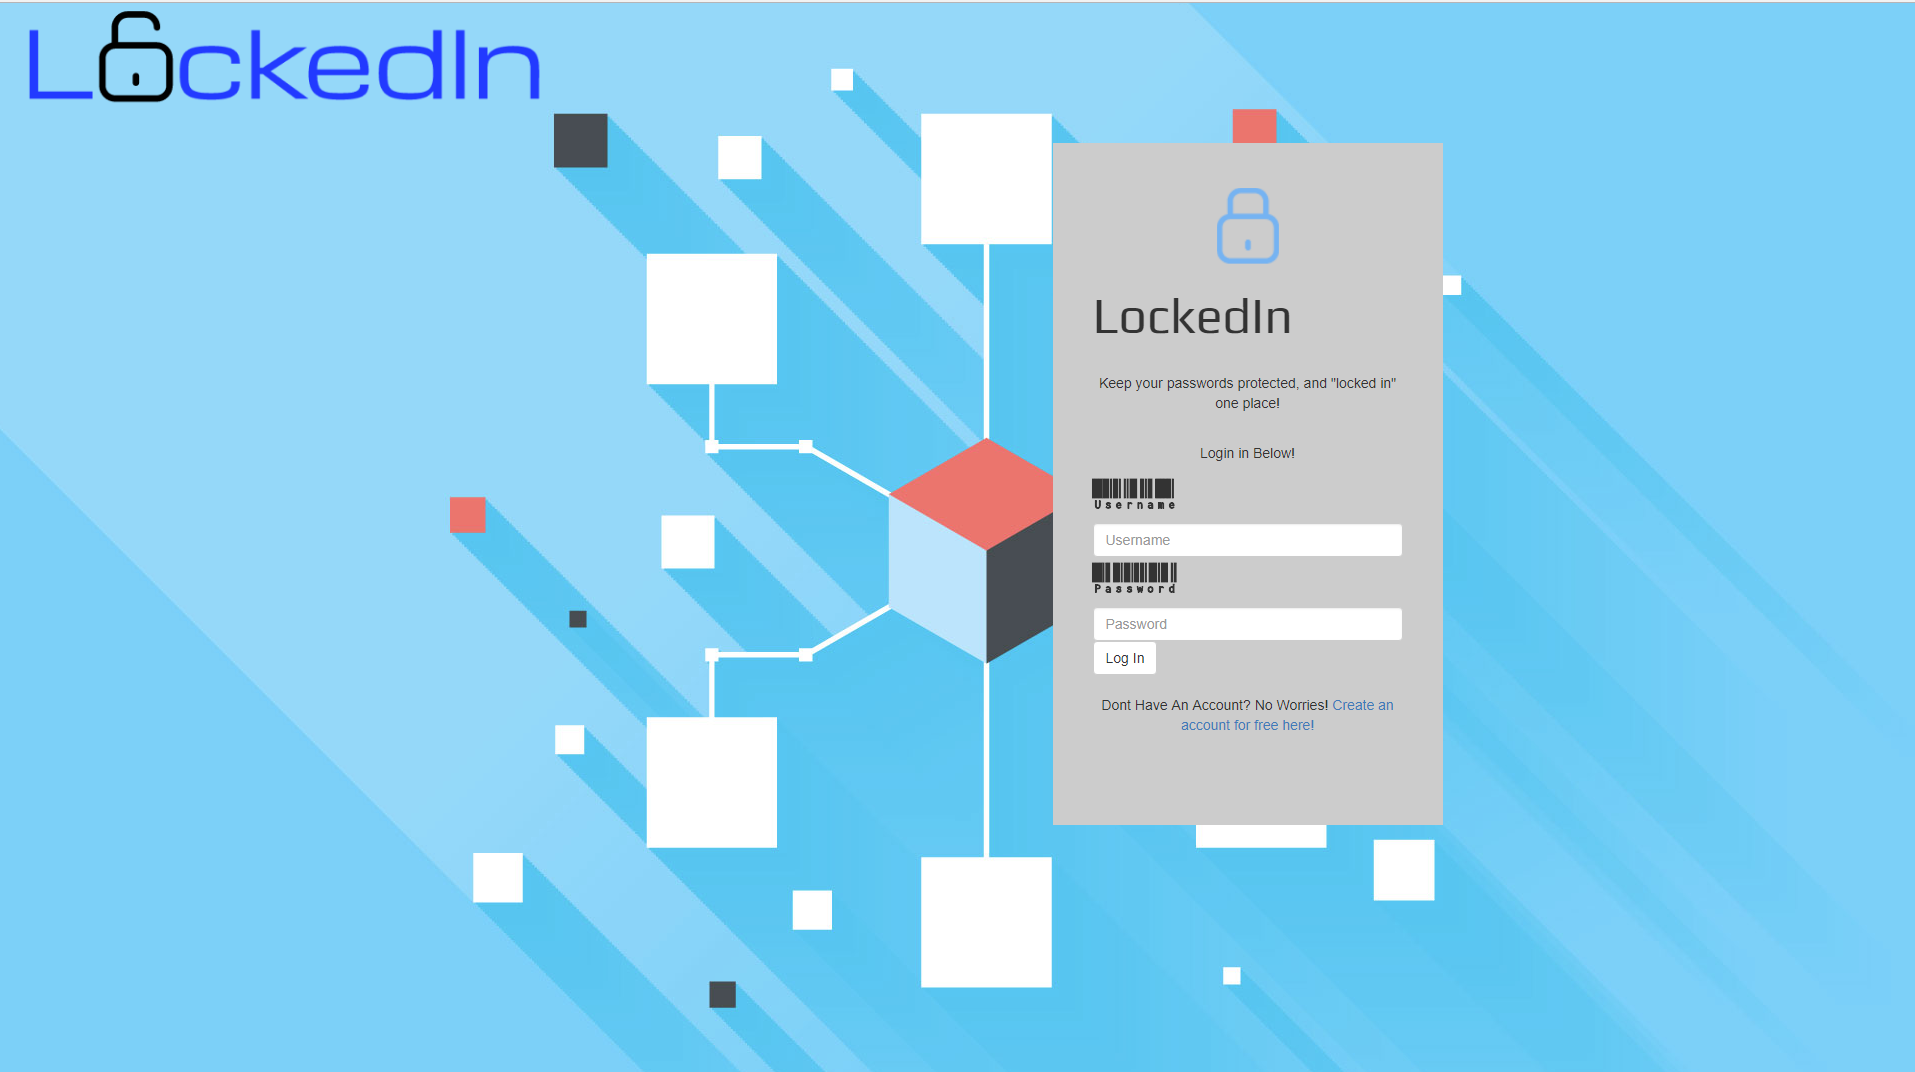 LockedIn
LockedIn
Keep your passwords protected, and "locked in"
one place!
Login in Below!
Username
Username
Password
Password
Log In
Dont Have An Account? No Worries! Create an
account for free here!